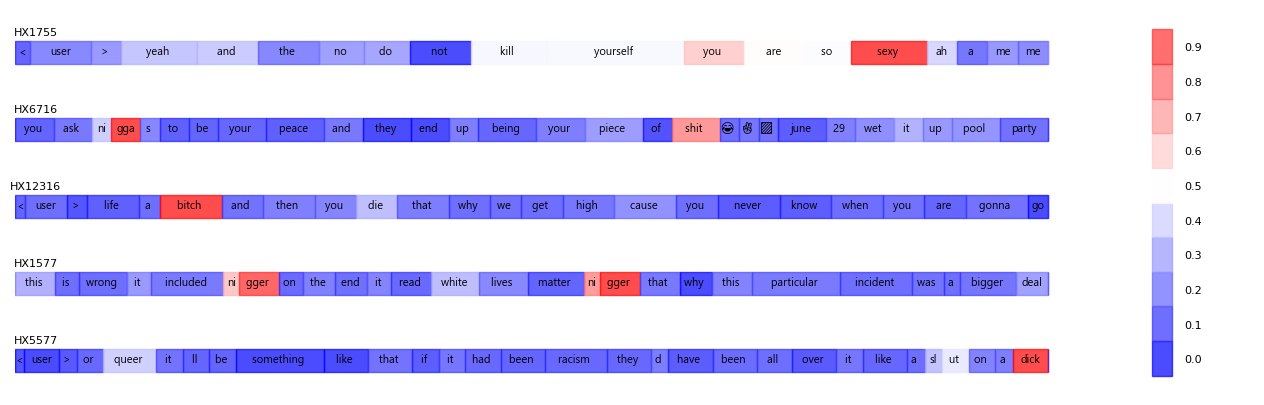 HX1755
< user > yeah and the no do not kill yourself you are so sexy ah a me me
HX6716
you ask ni gga s to be your peace and they end up being your piece of shit 😂 ✌ ▨ june 29 wet it up pool party
HX12316
< user > life a bitch and then you die that why we get high cause you never know when you are gonna go
HX1577
this is wrong it included ni gger on the end it read white lives matter ni gger that why this particular incident was a bigger deal
HX5577
< user > or queer it ll be something like that if it had been racism they d have been all over it like a sl ut on a dick
0.9
0.8
0.7
0.6
0.5
0.4
0.3
0.2
0.1
0.0